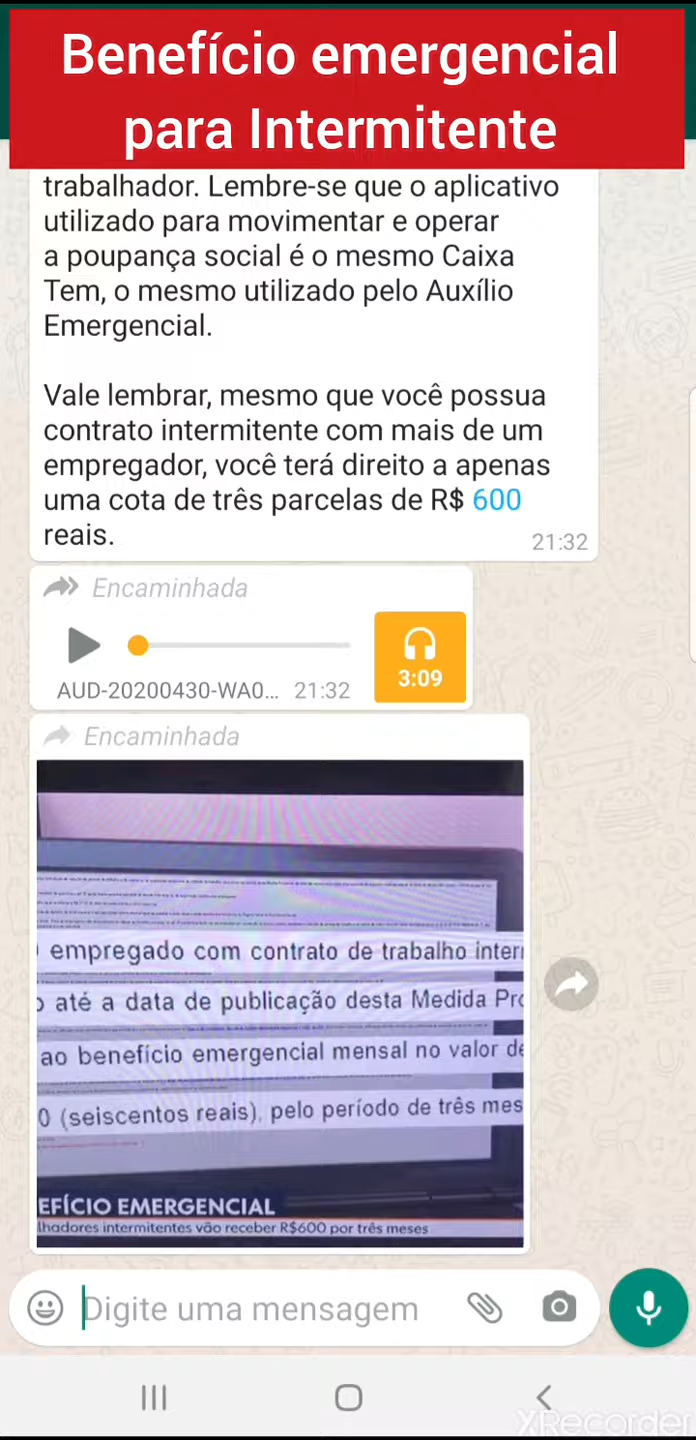 Benefício emergencial
para Intermitente
trabalhador. Lembre-se que o aplicativo
utilizado para movimentar e operar
a poupança social é o mesmo Caixa
Tem, o mesmo utilizado pelo Auxílio
Emergencial.
Vale lembrar, mesmo que você possua
contrato intermitente com mais de um
empregador, você terá direito a apenas
uma cota de três parcelas de R$ 600
reais.
21:32
Encaminhada
3:09
AUD-20200430-WA0... 21:32
Encaminhada
empregado com contrato de trabalho inter
o até a data de publicação desta Medida Pro
ao benefício emergencial mensal no valor de
0 (seiscentos reais), pelo período de três mes
EFÍCIO EMERGENCIAL
lhadores intermitentes vão receber R$600 por três meses
Digite uma mensagem
XRecorder